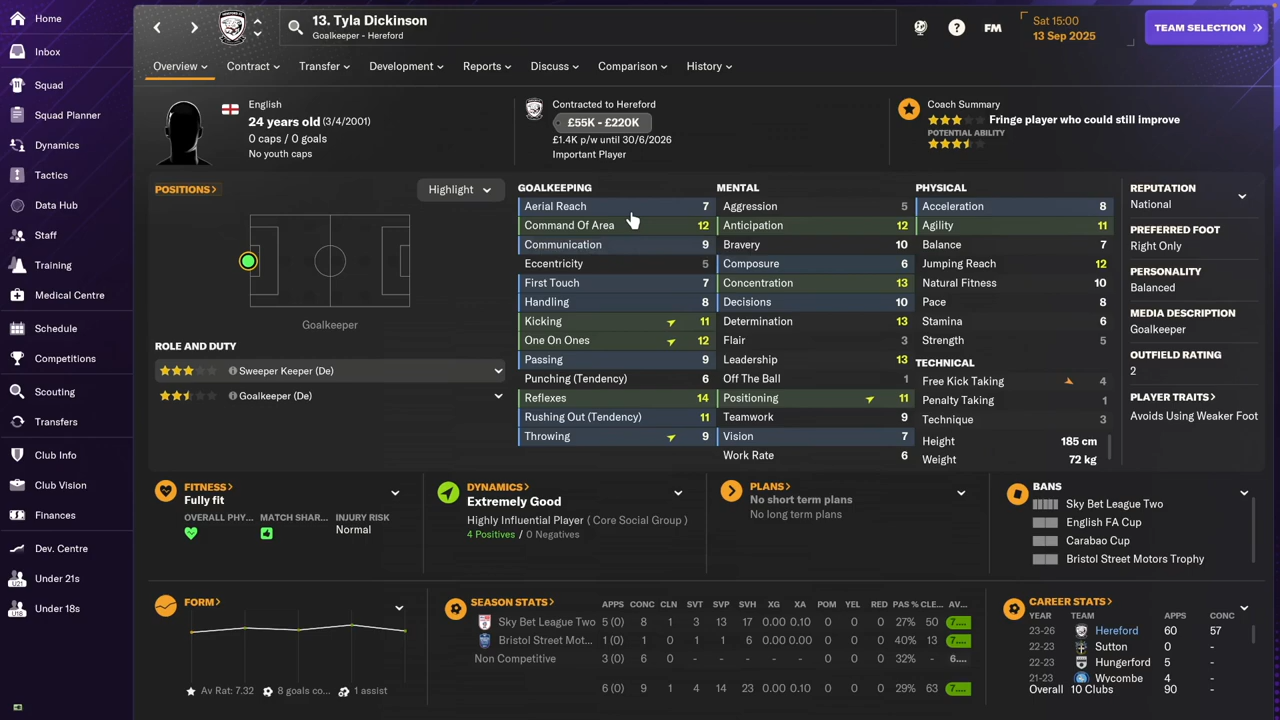 Home
Inbox
Squad
Squad Planner
Dynamics
Tactics
Data Hub
Staff
Training
Medical Centre
Schedule
Competitions
Scouting
Transfers
Club Info
Club Vision
Finances
Dev. Centre
U21
Under 21s
U18
Under 18s
13. Tyla Dickinson
Goalkeeper - Hereford
?
FM
Sat 15:00
13 Sep 2025
TEAM SELECTION
Overview
Contract
Transfer
Development
Reports
Discuss
Comparison
History
English
24 years old (3/4/2001)
0 caps / 0 goals
No youth caps
Contracted to Hereford
£55K - £220K
£1.4K p/w until 30/6/2026
Important Player
Coach Summary
Fringe player who could still improve
POTENTIAL ABILITY
POSITIONS
Highlight
Goalkeeper
ROLE AND DUTY
Sweeper Keeper (De)
Goalkeeper (De)
GOALKEEPING
Aerial Reach 7
Command Of Area 12
Communication 9
Eccentricity 5
First Touch 7
Handling 8
Kicking 11
One On Ones 12
Passing 9
Punching (Tendency) 6
Reflexes 14
Rushing Out (Tendency) 11
Throwing 9
MENTAL
Aggression 5
Anticipation 12
Bravery 10
Composure 6
Concentration 13
Decisions 10
Determination 13
Flair 3
Leadership 13
Off The Ball 1
Positioning 11
Teamwork 9
Vision 7
Work Rate 6
PHYSICAL
Acceleration 8
Agility 11
Balance 7
Jumping Reach 12
Natural Fitness 10
Pace 8
Stamina 6
Strength 5
TECHNICAL
Free Kick Taking 4
Penalty Taking 1
Technique 3
Height 185 cm
Weight 72 kg
REPUTATION
National
PREFERRED FOOT
Right Only
PERSONALITY
Balanced
MEDIA DESCRIPTION
Goalkeeper
OUTFIELD RATING
2
PLAYER TRAITS
Avoids Using Weaker Foot
FITNESS
Fully fit
OVERALL PHY... MATCH SHAR... INJURY RISK
Normal
DYNAMICS
Extremely Good
Highly Influential Player ( Core Social Group )
4 Positives / 0 Negatives
PLANS
No short term plans
No long term plans
BANS
Sky Bet League Two
English FA Cup
Carabao Cup
Bristol Street Motors Trophy
FORM
Av Rat: 7.32 8 goals co... 1 assist
SEASON STATS APPS CONC CLN SVT SVP SVH XG XA POM YEL RED PAS % CLE... AV...
Sky Bet League Two 5 (0) 8 1 3 13 17 0.00 0.10 0 0 0 27% 50 7....
Bristol Street Mot... 1 (0) 1 0 1 1 6 0.00 0.00 0 0 0 40% 13 7....
Non Competitive 3 (0) 6 0 - - - - - 0 0 0 32% - 6....
6 (0) 9 1 4 14 23 0.00 0.10 0 0 0 29% 63 7....
CAREER STATS
YEAR TEAM APPS CONC
23-26 Hereford 60 57
22-23 Sutton 0 -
22-23 Hungerford 5 -
21-23 Wycombe 4 -
Overall 10 Clubs 90 -